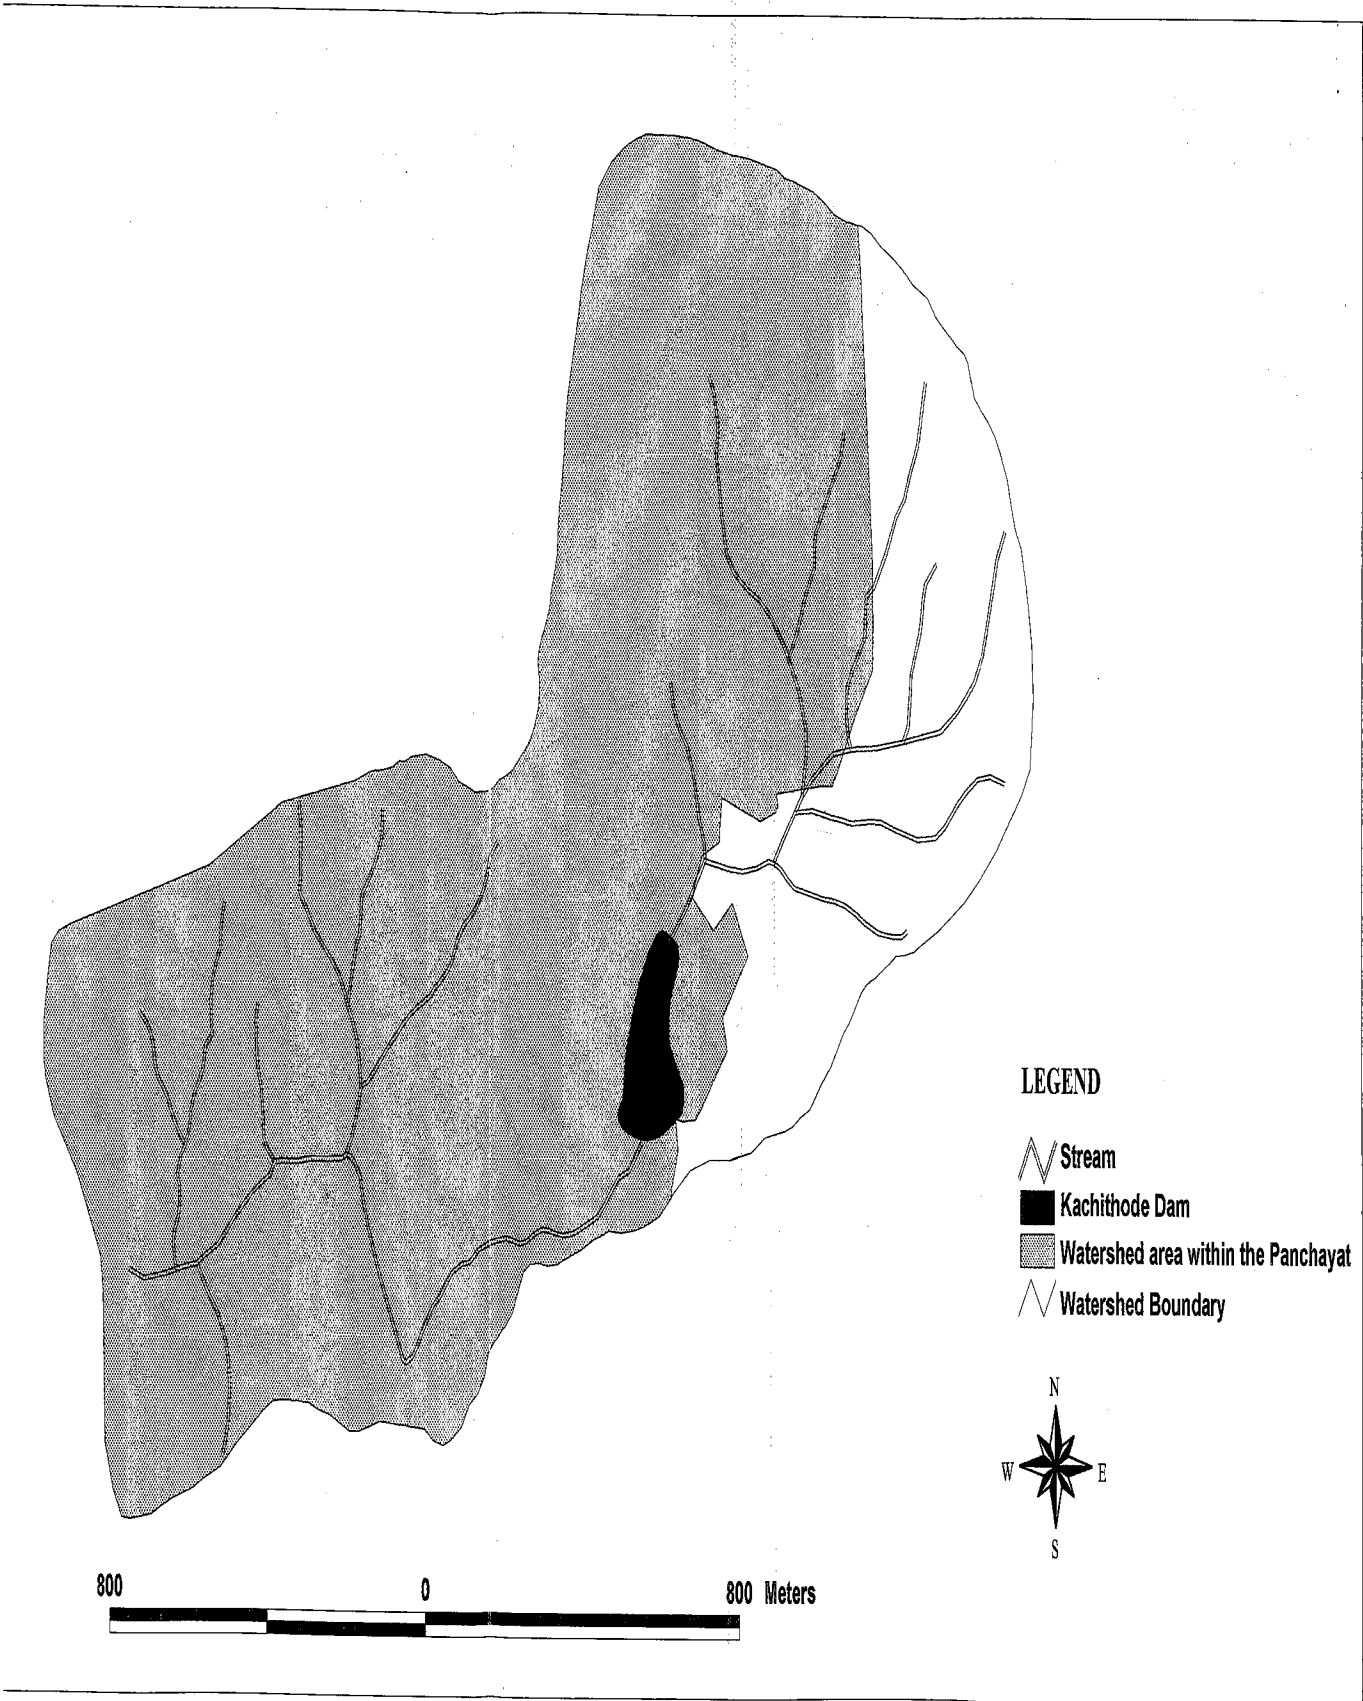 LEGEND
Stream
Kachithode Dam
Watershed area within the Panchayat
Watershed Boundary
N
W E
S
800 0 800 Meters